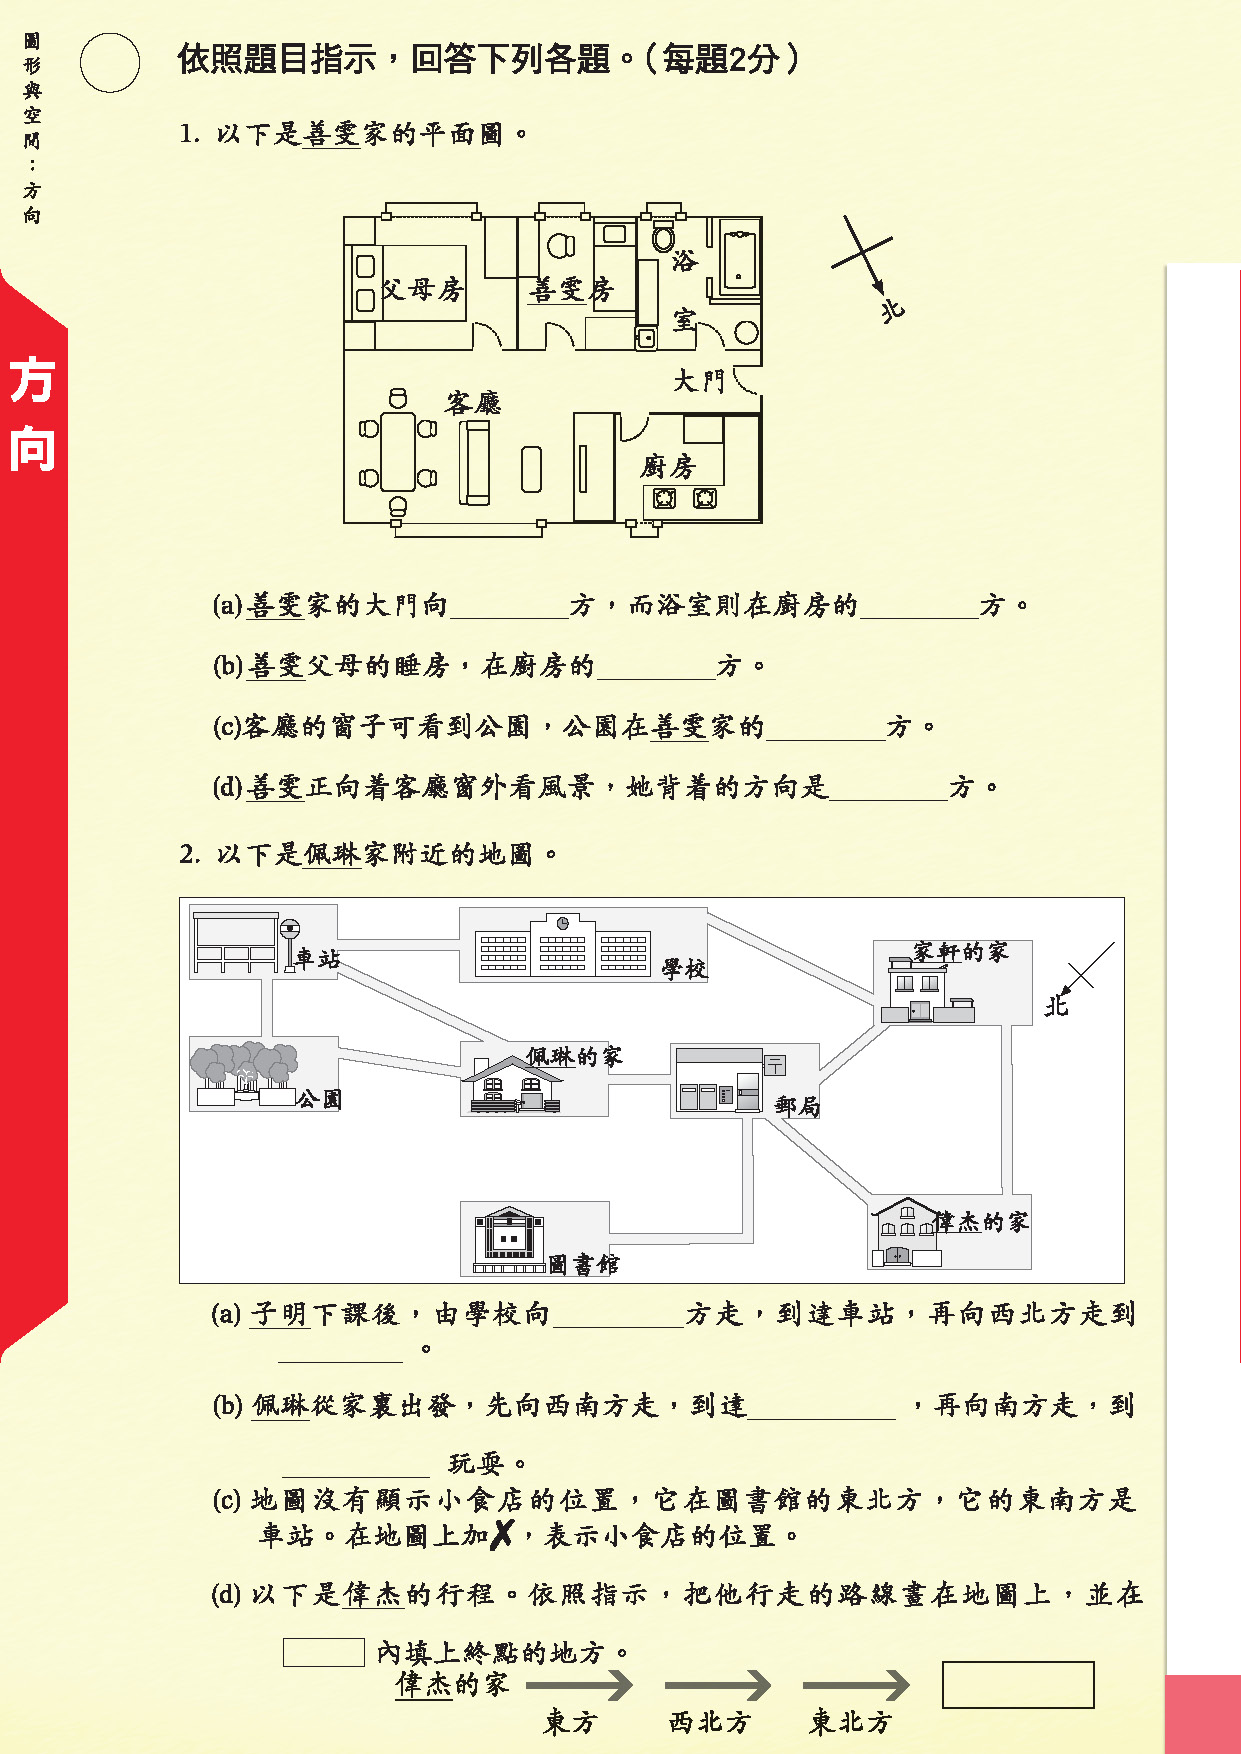 圖形與空間：方向
方向
依照題目指示，回答下列各題。（每題2分）
1. 以下是善雯家的平面圖。
浴
父母房 善雯房
北
室
大門
客廳
廚房
(a)善雯家的大門向________方，而浴室則在廚房的________方。
(b)善雯父母的睡房，在廚房的________方。
(c)客廳的窗子可看到公園，公園在善雯家的________方。
(d)善雯正向着客廳窗外看風景，她背着的方向是________方。
2. 以下是佩琳家附近的地圖。
家軒的家
車站
學校
北
佩琳的家
公園
郵局
偉杰的家
圖書館
(a) 子明下課後，由學校向________方走，到達車站，再向西北方走到
________。
(b) 佩琳從家裏出發，先向西南方走，到達________，再向南方走，到
________ 玩耍。
(c) 地圖沒有顯示小食店的位置，它在圖書館的東北方，它的東南方是
車站。在地圖上加✗，表示小食店的位置。
(d) 以下是偉杰的行程。依照指示，把他行走的路線畫在地圖上，並在
內填上終點的地方。
偉杰的家
東方 西北方 東北方